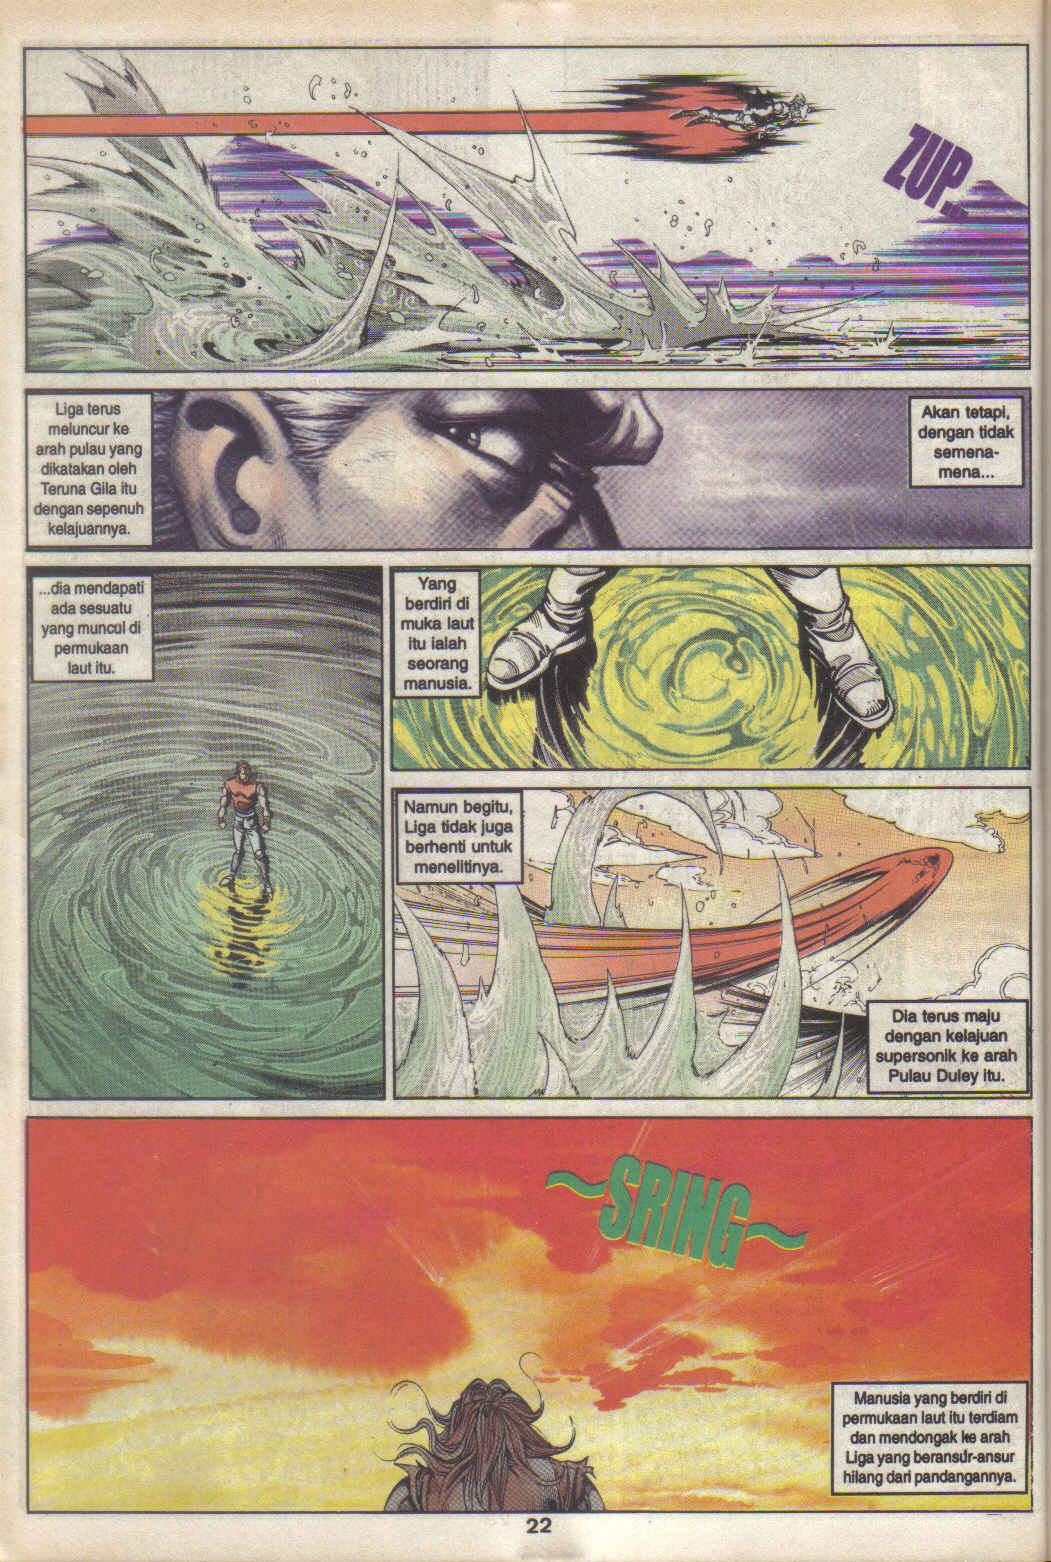 ZUP...
Liga terus
meluncur ke
arah pulau yang
dikatakan oleh
Teruna Gila itu
dengan sepenuh
kelajuannya.
Akan tetapi,
dengan tidak
semena-
mena...
...dia mendapati
ada sesuatu
yang muncul di
permukaan
laut itu.
Yang
berdiri di
muka laut
itu ialah
seorang
manusia.
Namun begitu,
Liga tidak juga
berhenti untuk
menelitinya.
Dia terus maju
dengan kelajuan
supersonik ke arah
Pulau Duley itu.
~SRING~
Manusia yang berdiri di
permukaan laut itu terdiam
dan mendongak ke arah
Liga yang beransur-ansur
hilang dari pandangannya.
22